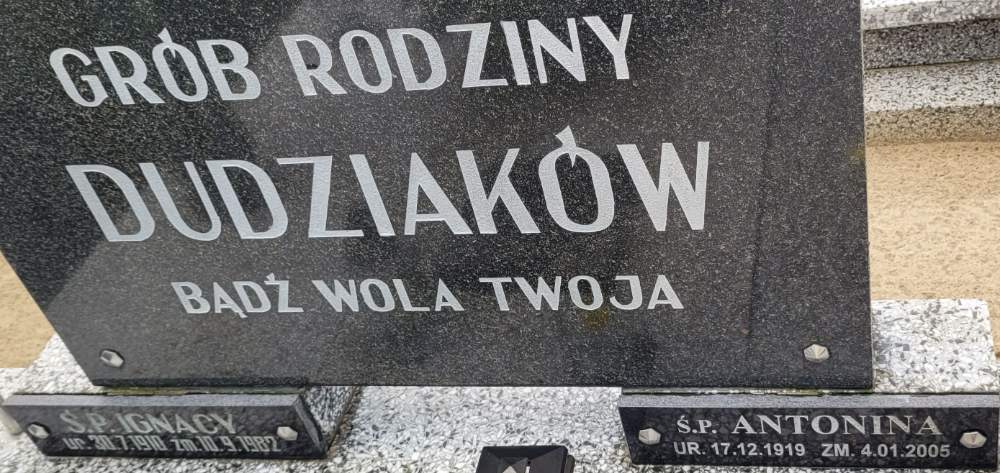 GRÓB RODZINY
DUDZIAKÓW
BĄDŹ WOLA TWOJA
Ś.P. IGNACY
ur. 30.7.1910 zm. 10.9.1982
Ś.P. ANTONINA
UR. 17.12.1919 ZM. 4.01.2005